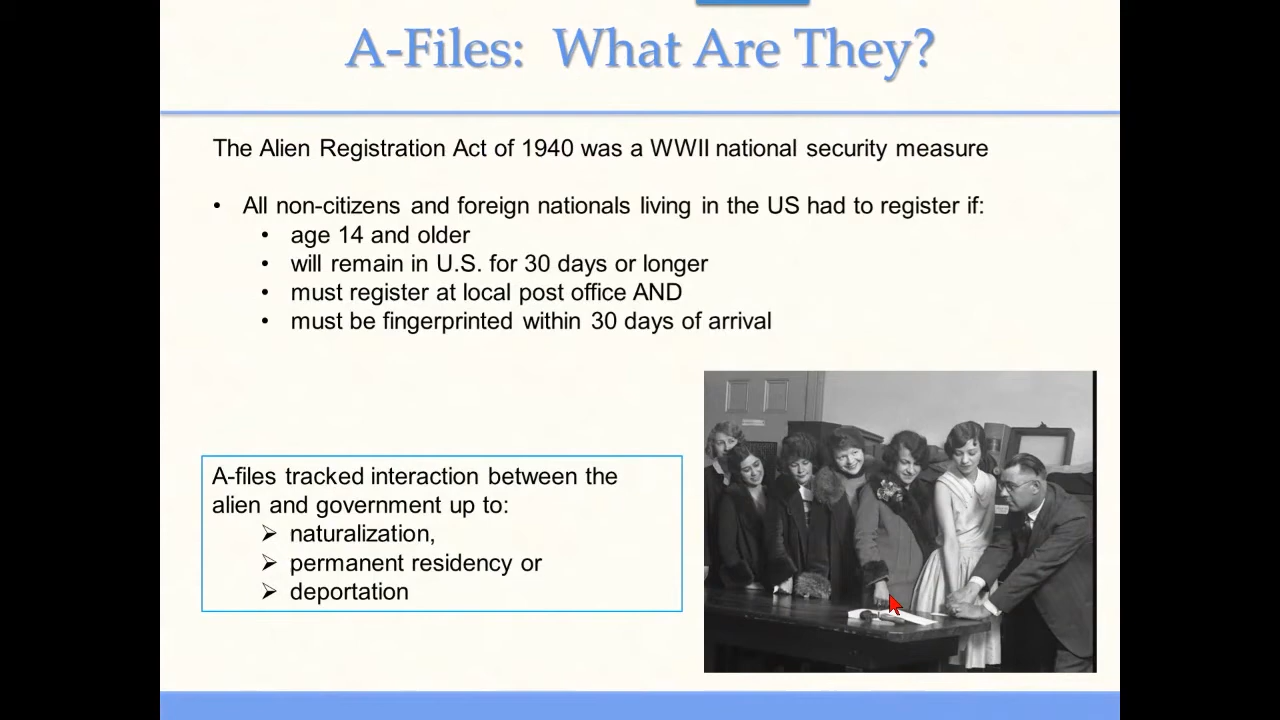 A-Files: What Are They?
The Alien Registration Act of 1940 was a WWII national security measure
• All non-citizens and foreign nationals living in the US had to register if:
• age 14 and older
• will remain in U.S. for 30 days or longer
• must register at local post office AND
• must be fingerprinted within 30 days of arrival
A-files tracked interaction between the
alien and government up to:
➢ naturalization,
➢ permanent residency or
➢ deportation